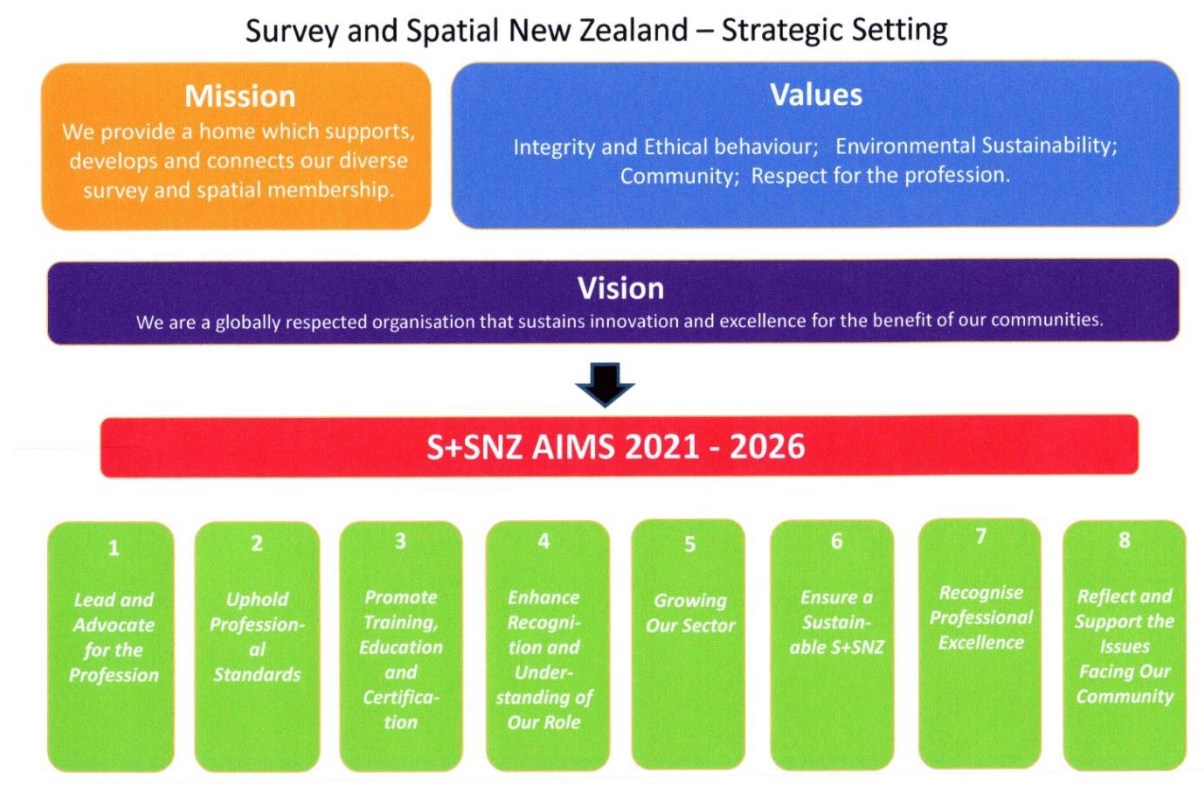 Survey and Spatial New Zealand – Strategic Setting
Mission
We provide a home which supports,
develops and connects our diverse
survey and spatial membership.
Values
Integrity and Ethical behaviour;   Environmental Sustainability;
Community;  Respect for the profession.
Vision
We are a globally respected organisation that sustains innovation and excellence for the benefit of our communities.
S+SNZ AIMS 2021 - 2026
1
Lead and
Advocate
for the
Profession
2
Uphold
Profession-
al
Standards
3
Promote
Training,
Education
and
Certifica-
tion
4
Enhance
Recogni-
tion and
Under-
standing of
Our Role
5
Growing
Our Sector
6
Ensure a
Sustain-
able S+SNZ
7
Recognise
Professional
Excellence
8
Reflect and
Support the
Issues
Facing Our
Community